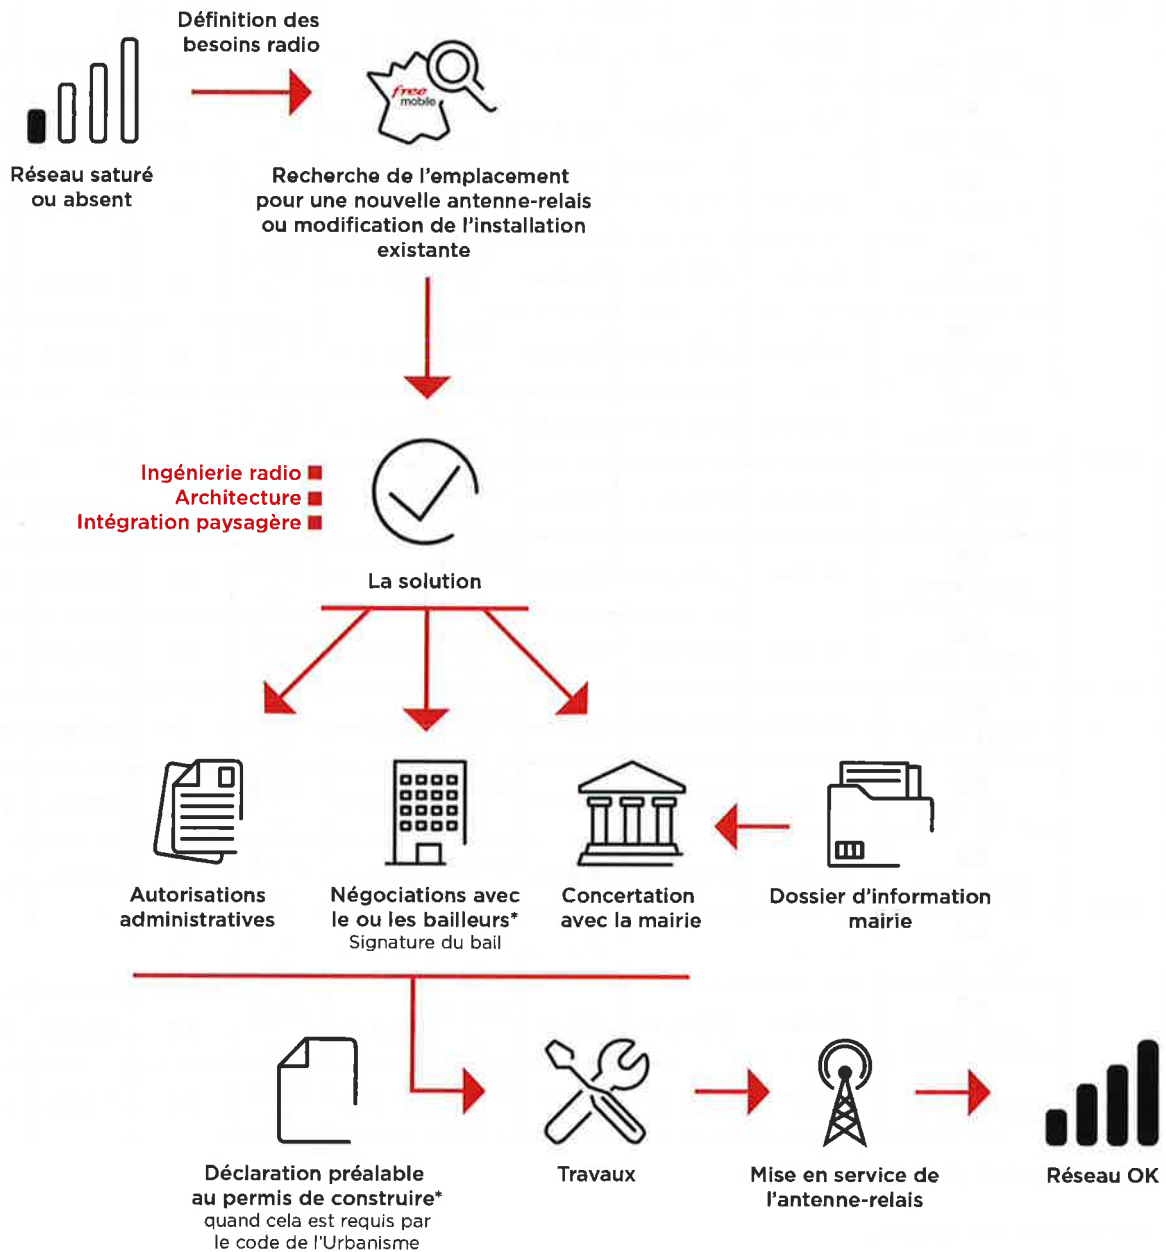 Définition des
besoins radio
free
mobile
Réseau saturé
ou absent
Recherche de l'emplacement
pour une nouvelle antenne-relais
ou modification de l'installation
existante
Ingénierie radio
Architecture
Intégration paysagère
La solution
Autorisations
administratives
Négociations avec
le ou les bailleurs*
Signature du bail
Concertation
avec la mairie
Dossier d'information
mairie
Déclaration préalable
au permis de construire*
quand cela est requis par
le code de l'Urbanisme
Travaux
Mise en service de
l'antenne-relais
Réseau OK